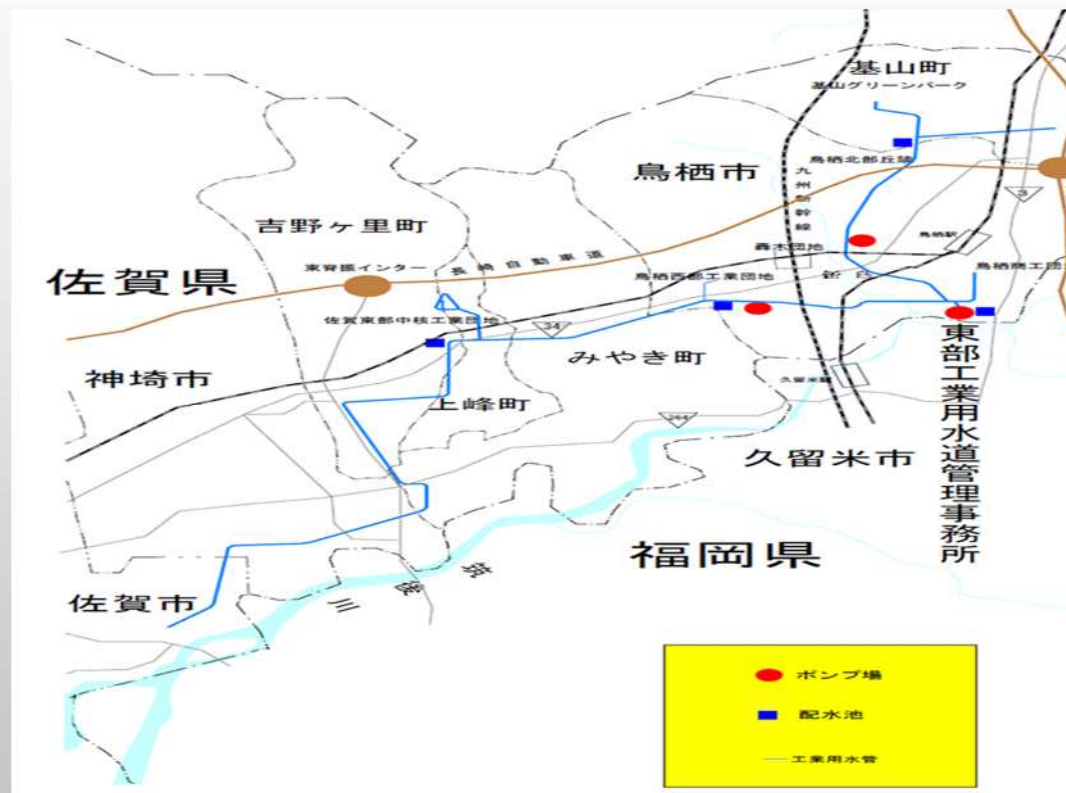 基山町
基山グリーンパーク
鳥栖北部丘陵
鳥栖市
九州新幹線
3
吉野ヶ里町
鳥栖駅
轟木団地
東脊振インター
長崎自動車道
鳥栖西部工業団地
鳥栖商工団
佐賀県
佐賀東部中核工業団地
34
みやき町
東部工業用水道管理事務所
神埼市
久留米駅
上峰町
264
久留米市
福岡県
筑後川
佐賀市
ポンプ場
配水池
工業用水管